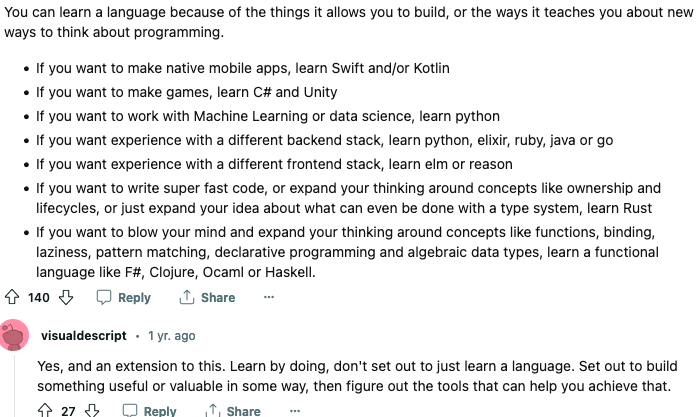 You can learn a language because of the things it allows you to build, or the ways it teaches you about new
ways to think about programming.
• If you want to make native mobile apps, learn Swift and/or Kotlin
• If you want to make games, learn C# and Unity
• If you want to work with Machine Learning or data science, learn python
• If you want experience with a different backend stack, learn python, elixir, ruby, java or go
• If you want experience with a different frontend stack, learn elm or reason
• If you want to write super fast code, or expand your thinking around concepts like ownership and
lifecycles, or just expand your idea about what can even be done with a type system, learn Rust
• If you want to blow your mind and expand your thinking around concepts like functions, binding,
laziness, pattern matching, declarative programming and algebraic data types, learn a functional
language like F#, Clojure, Ocaml or Haskell.
140 Reply Share ...
visualdescript • 1 yr. ago
Yes, and an extension to this. Learn by doing, don't set out to just learn a language. Set out to build
something useful or valuable in some way, then figure out the tools that can help you achieve that.
27 Reply Share ...